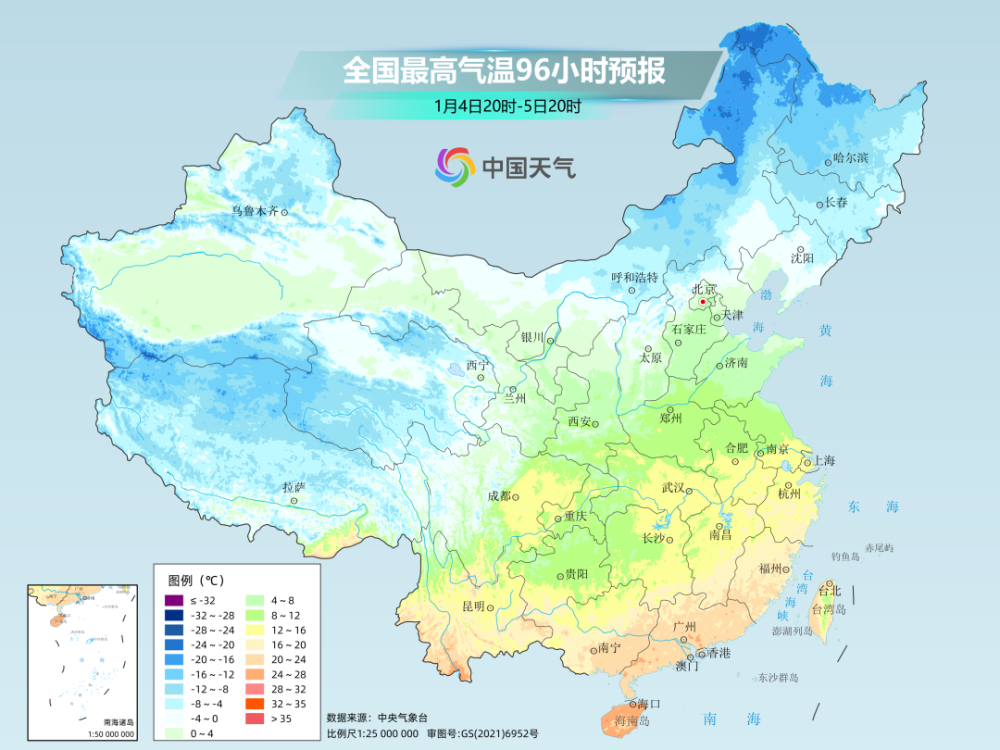 全国最高气温96小时预报
1月4日20时-5日20时
中国天气
哈尔滨
长春
乌鲁木齐
沈阳
呼和浩特
北京
渤
海
天津
黄
海
银川
石家庄
太原
济南
西宁
兰州
西安
郑州
合肥
南京
上海
拉萨
成都
武汉
杭州
重庆
东海
长沙
南昌
钓鱼岛
赤尾屿
贵阳
福州
台
湾
海
峡
台北
台湾岛
昆明
广州
澎湖列岛
南宁
香港
澳门
东沙群岛
海口
海南岛
南海
图例（℃）
≤ -32
-32 ~ -28
-28 ~ -24
-24 ~ -20
-20 ~ -16
-16 ~ -12
-12 ~ -8
-8 ~ -4
-4 ~ 0
0 ~ 4
4 ~ 8
8 ~ 12
12 ~ 16
16 ~ 20
20 ~ 24
24 ~ 28
28 ~ 32
32 ~ 35
> 35
南海诸岛
1:50 000 000
数据来源：中央气象台
比例尺1:25 000 000 审图号:GS(2021)6952号